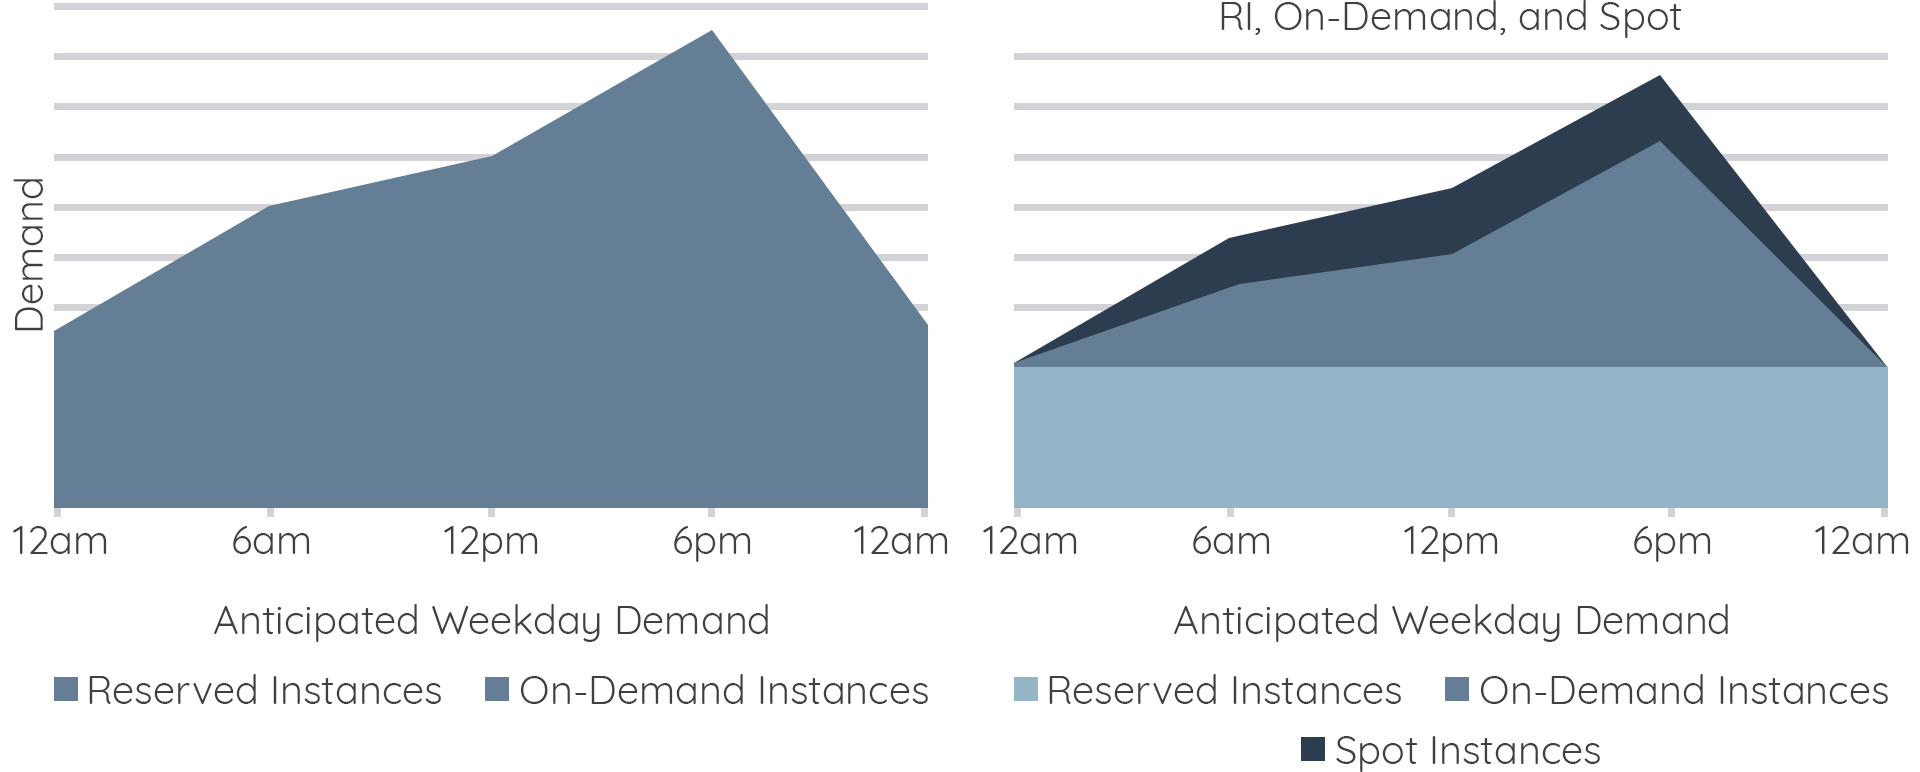 RI, On-Demand, and Spot
Demand
12am 6am 12pm 6pm 12am
12am 6am 12pm 6pm 12am
Anticipated Weekday Demand
Anticipated Weekday Demand
Reserved Instances On-Demand Instances
Reserved Instances On-Demand Instances
Spot Instances